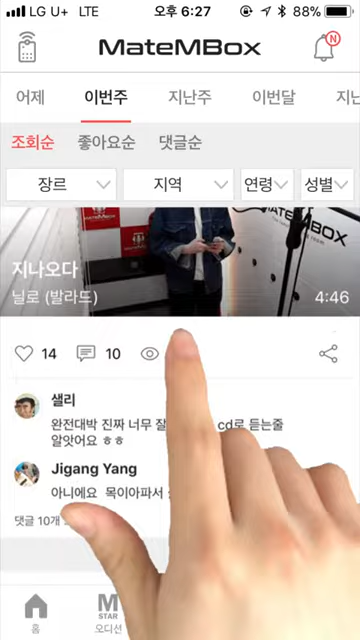 LG U+ LTE 오후 6:27 88%
MateMBox N
어제 이번주 지난주 이번달
조회순 좋아요순 댓글순
장르 지역 연령 성별
지나오다
닐로 (발라드) 4:46
14 10
샐리
완전대박 진짜 너무 잘 cd로 듣는줄
알앗어요 ㅎㅎ
Jigang Yang
아니에요 목이아파서
댓글 10개
홈 오디션
M
STAR